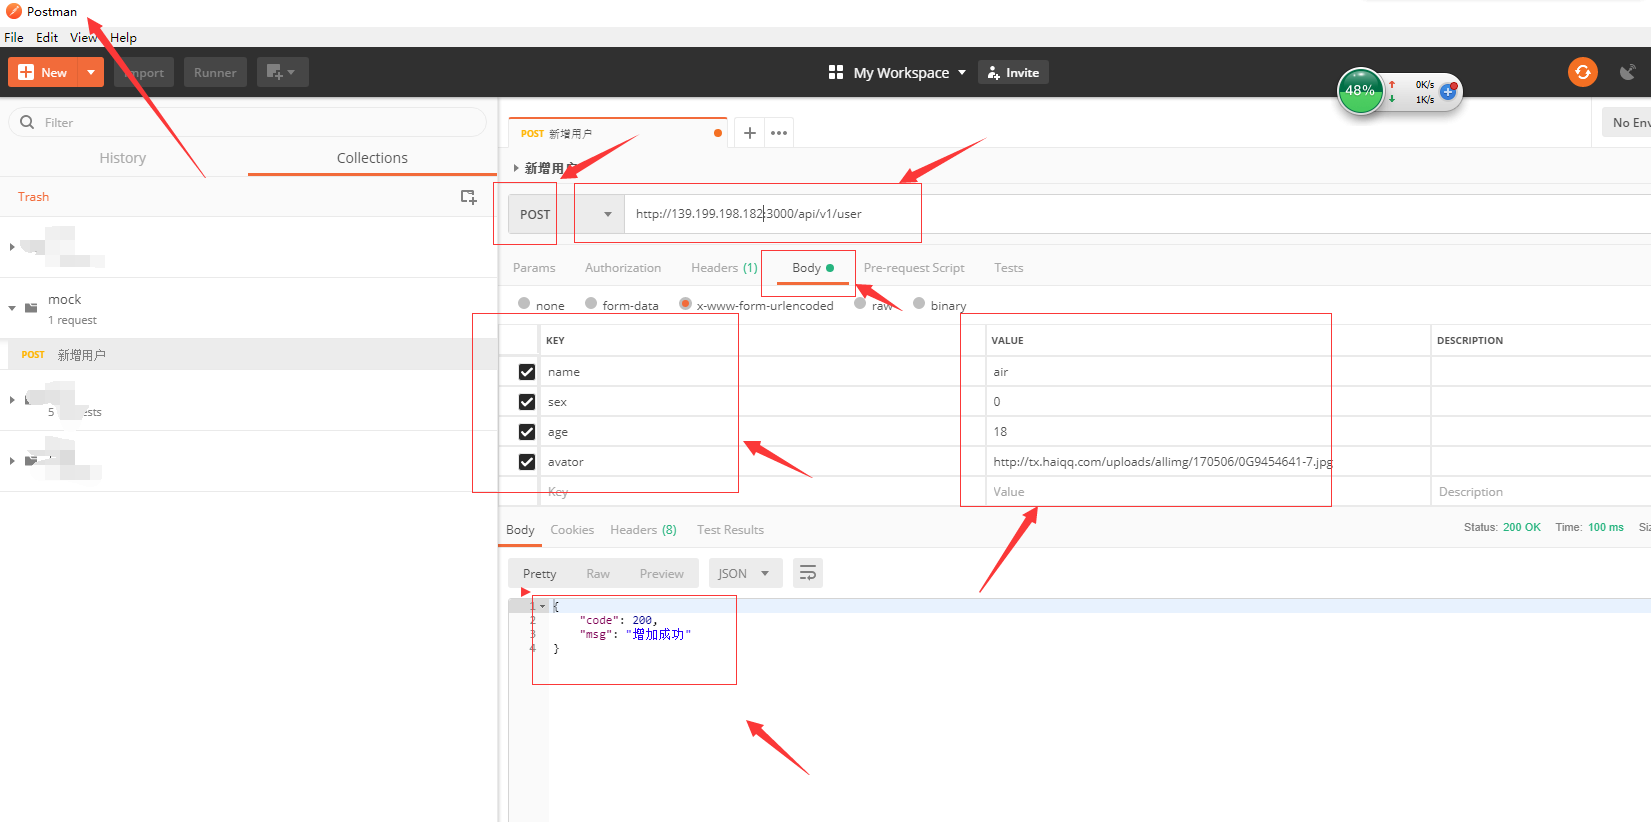 Postman
File Edit View Help
New
Import
Runner
My Workspace
Invite
48%
0K/s
1K/s
Filter
History
Collections
Trash
mock
1 request
POST 新增用户
5
ests
POST 新增用户
No Env
新增用户
POST
http://139.199.198.182:3000/api/v1/user
Params Authorization Headers (1) Body Pre-request Script Tests
none form-data x-www-form-urlencoded raw binary
KEY VALUE DESCRIPTION
name air
sex 0
age 18
avator http://tx.haiqq.com/uploads/allimg/170506/0G9454641-7.jpg
Key Value Description
Body Cookies Headers (8) Test Results
Status: 200 OK Time: 100 ms Siz
Pretty Raw Preview JSON
1 {
2 "code": 200,
3 "msg": "增加成功"
4 }